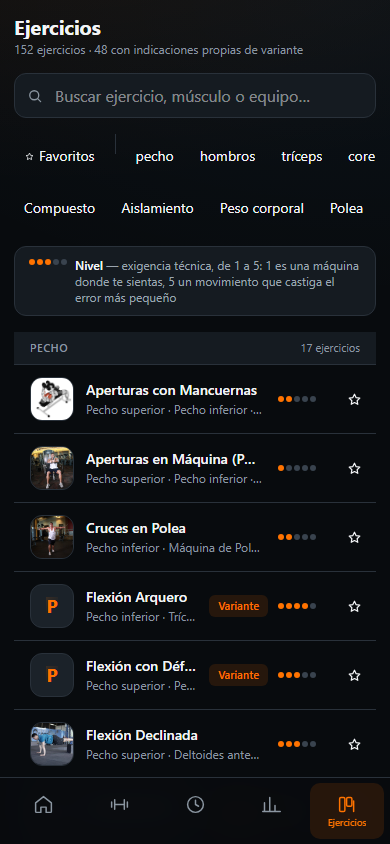 Ejercicios
152 ejercicios · 48 con indicaciones propias de variante
Buscar ejercicio, músculo o equipo...
Favoritos pecho hombros tríceps core
Compuesto Aislamiento Peso corporal Polea
Nivel — exigencia técnica, de 1 a 5: 1 es una máquina
donde te sientas, 5 un movimiento que castiga el
error más pequeño
PECHO 17 ejercicios
Aperturas con Mancuernas
Pecho superior · Pecho inferior ·...
Aperturas en Máquina (P...
Pecho superior · Pecho inferior ·...
Cruces en Polea
Pecho inferior · Máquina de Pol...
P
Flexión Arquero
Pecho inferior · Tríc...
Variante
P
Flexión con Déf...
Pecho superior · Pe...
Variante
Flexión Declinada
Pecho superior · Deltoides ante...
Ejercicios